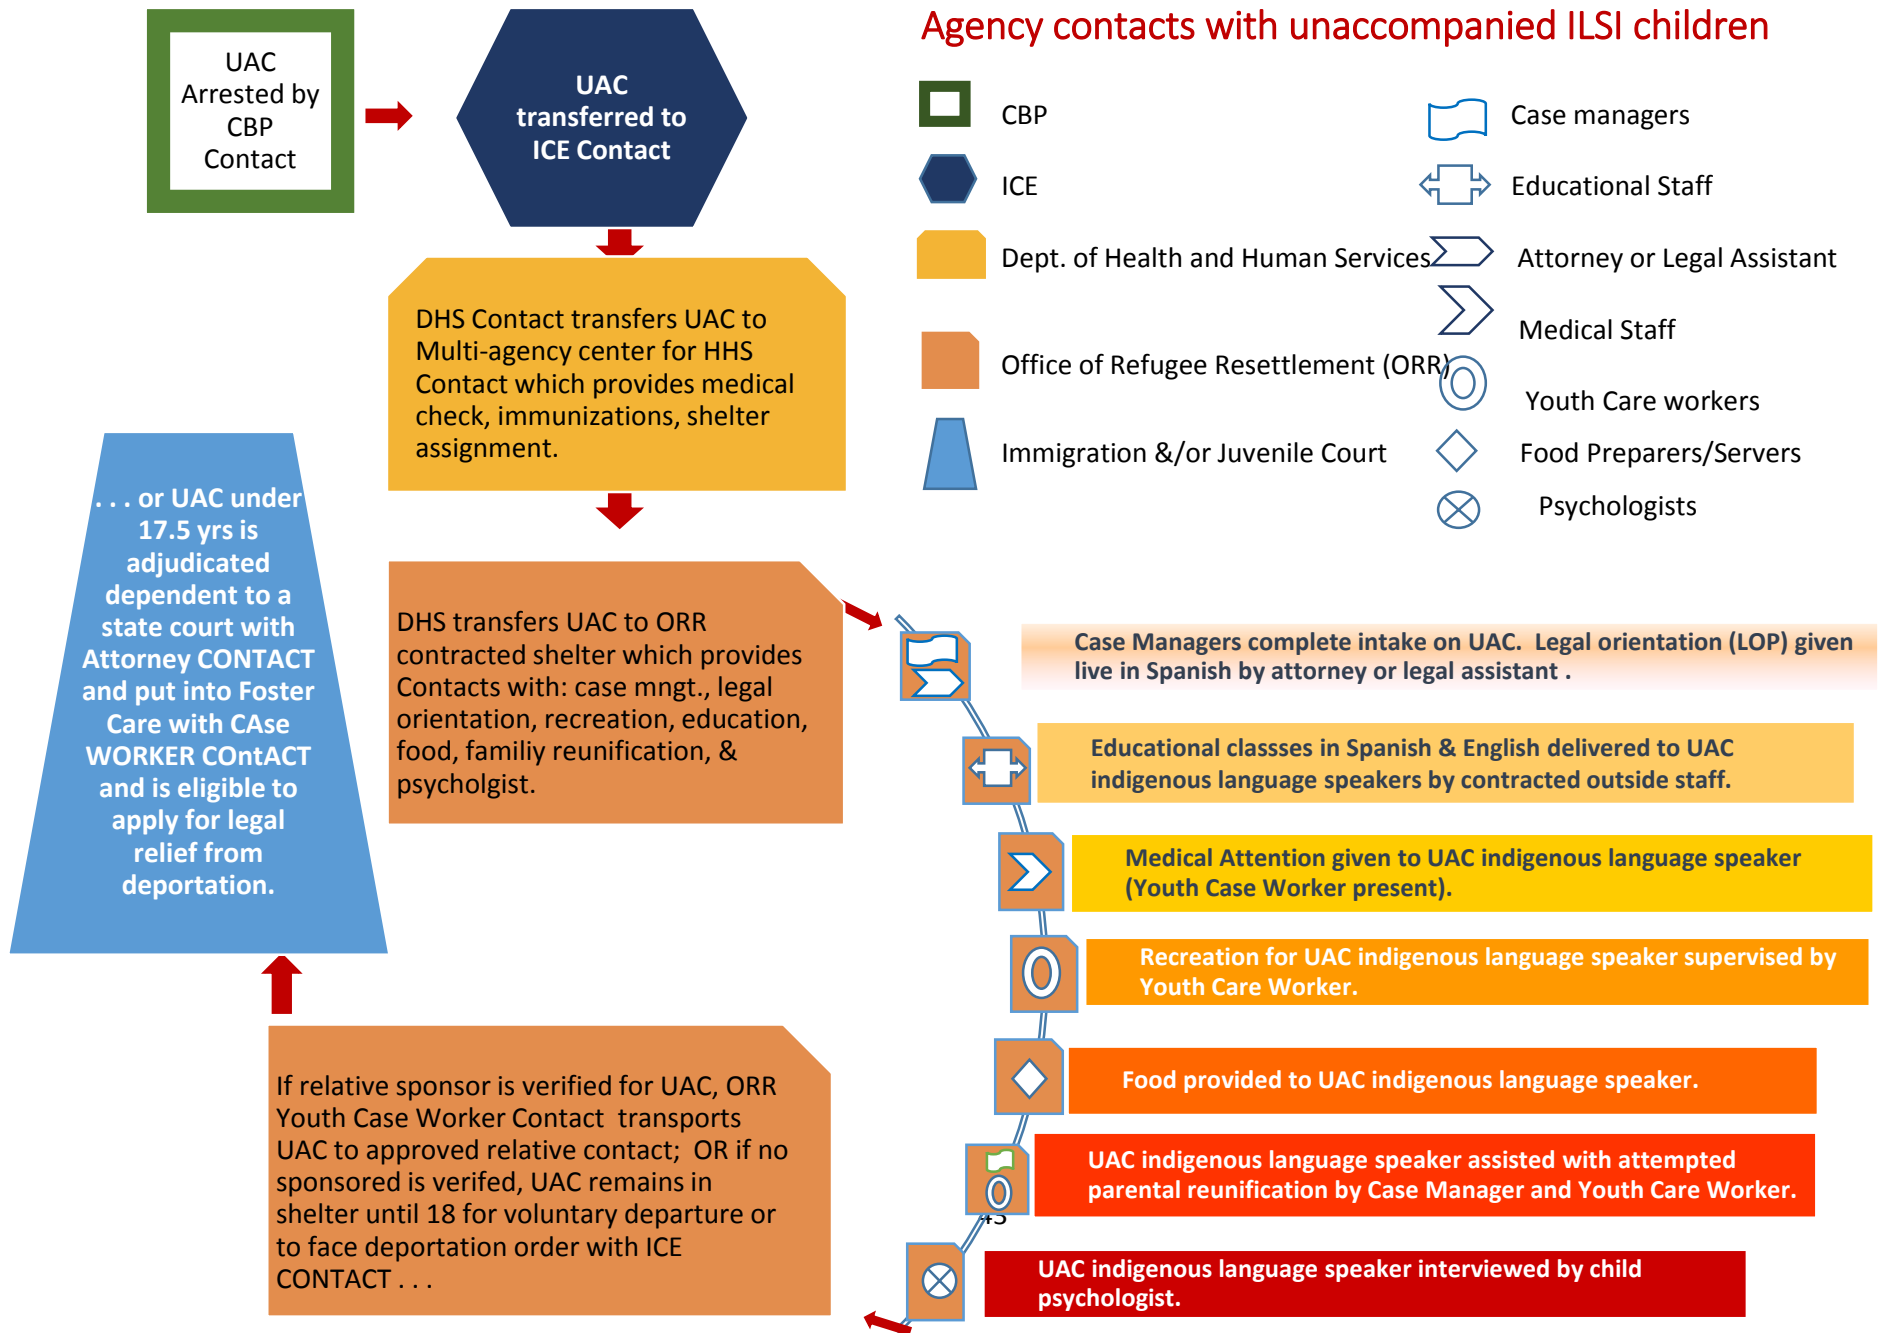 Agency contacts with unaccompanied ILSI children
UAC
Arrested by
CBP
Contact
UAC
transferred to
ICE Contact
CBP
ICE
Dept. of Health and Human Services
Office of Refugee Resettlement (ORR)
Immigration &/or Juvenile Court
Case managers
Educational Staff
Attorney or Legal Assistant
Medical Staff
Youth Care workers
Food Preparers/Servers
Psychologists
DHS Contact transfers UAC to
Multi-agency center for HHS
Contact which provides medical
check, immunizations, shelter
assignment.
DHS transfers UAC to ORR
contracted shelter which provides
Contacts with: case mngt., legal
orientation, recreation, education,
food, familiy reunification, &
psycholgist.
Case Managers complete intake on UAC.  Legal orientation (LOP) given
live in Spanish by attorney or legal assistant .
Educational classses in Spanish & English delivered to UAC
indigenous language speakers by contracted outside staff.
Medical Attention given to UAC indigenous language speaker
(Youth Case Worker present).
Recreation for UAC indigenous language speaker supervised by
Youth Care Worker.
Food provided to UAC indigenous language speaker.
UAC indigenous language speaker assisted with attempted
parental reunification by Case Manager and Youth Care Worker.
43
UAC indigenous language speaker interviewed by child
psychologist.
If relative sponsor is verified for UAC, ORR
Youth Case Worker Contact  transports
UAC to approved relative contact;  OR if no
sponsored is verifed, UAC remains in
shelter until 18 for voluntary departure or
to face deportation order with ICE
CONTACT . . .
. . . or UAC under
17.5 yrs is
adjudicated
dependent to a
state court with
Attorney CONTACT
and put into Foster
Care with CAse
WORKER COntACT
and is eligible to
apply for legal
relief from
deportation.